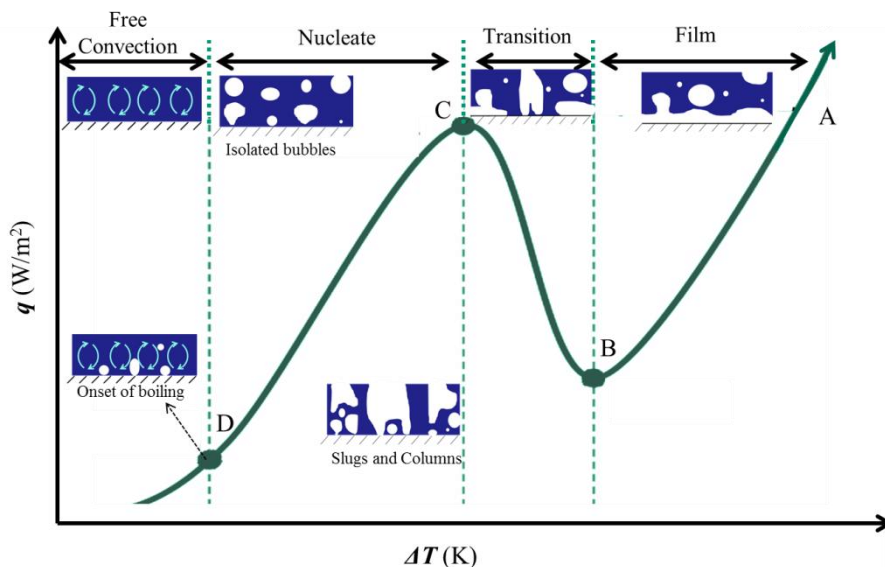 Free
Convection
Nucleate
Transition
Film
C
A
Isolated bubbles
q (W/m²)
B
Onset of boiling
D
Slugs and Columns
ΔT (K)